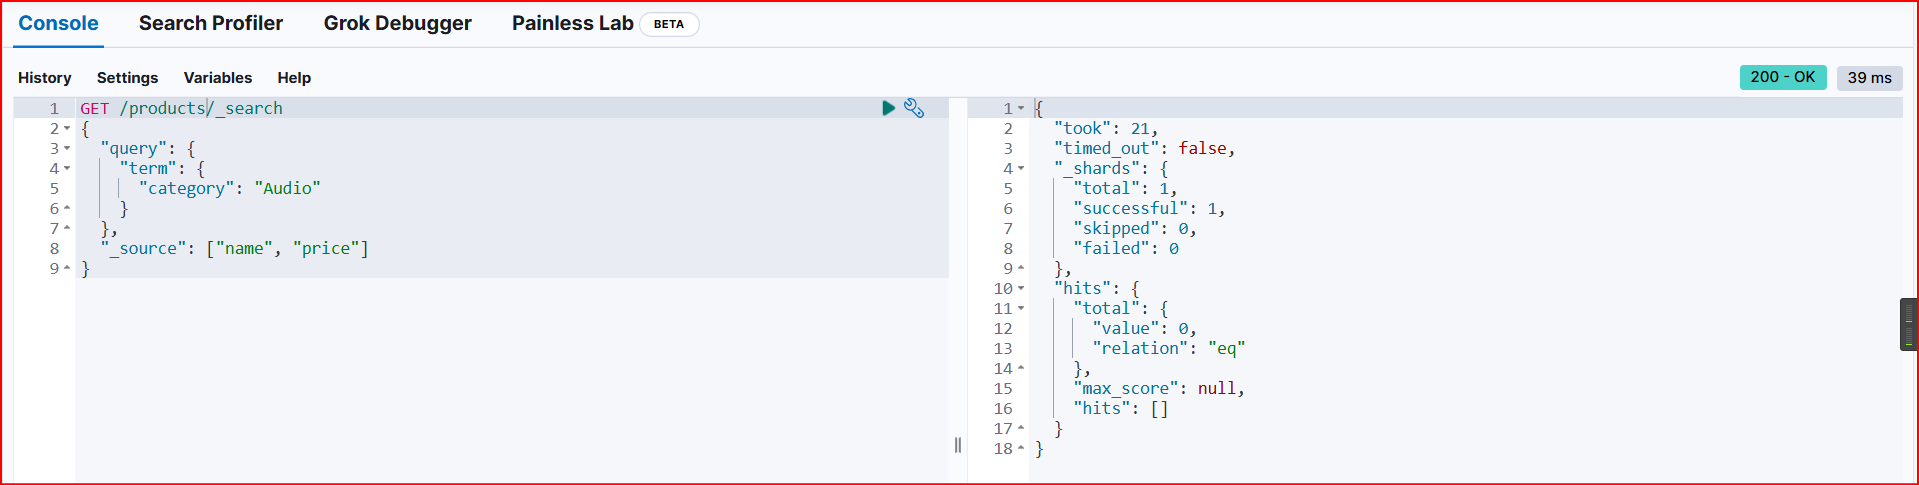 Console Search Profiler Grok Debugger Painless Lab BETA
History Settings Variables Help 200 - OK 39 ms
1 GET /products/_search
2 {
3 "query": {
4 "term": {
5 "category": "Audio"
6 }
7 },
8 "_source": ["name", "price"]
9 }
1 {
2 "took": 21,
3 "timed_out": false,
4 "_shards": {
5 "total": 1,
6 "successful": 1,
7 "skipped": 0,
8 "failed": 0
9 },
10 "hits": {
11 "total": {
12 "value": 0,
13 "relation": "eq"
14 },
15 "max_score": null,
16 "hits": []
17 }
18 }